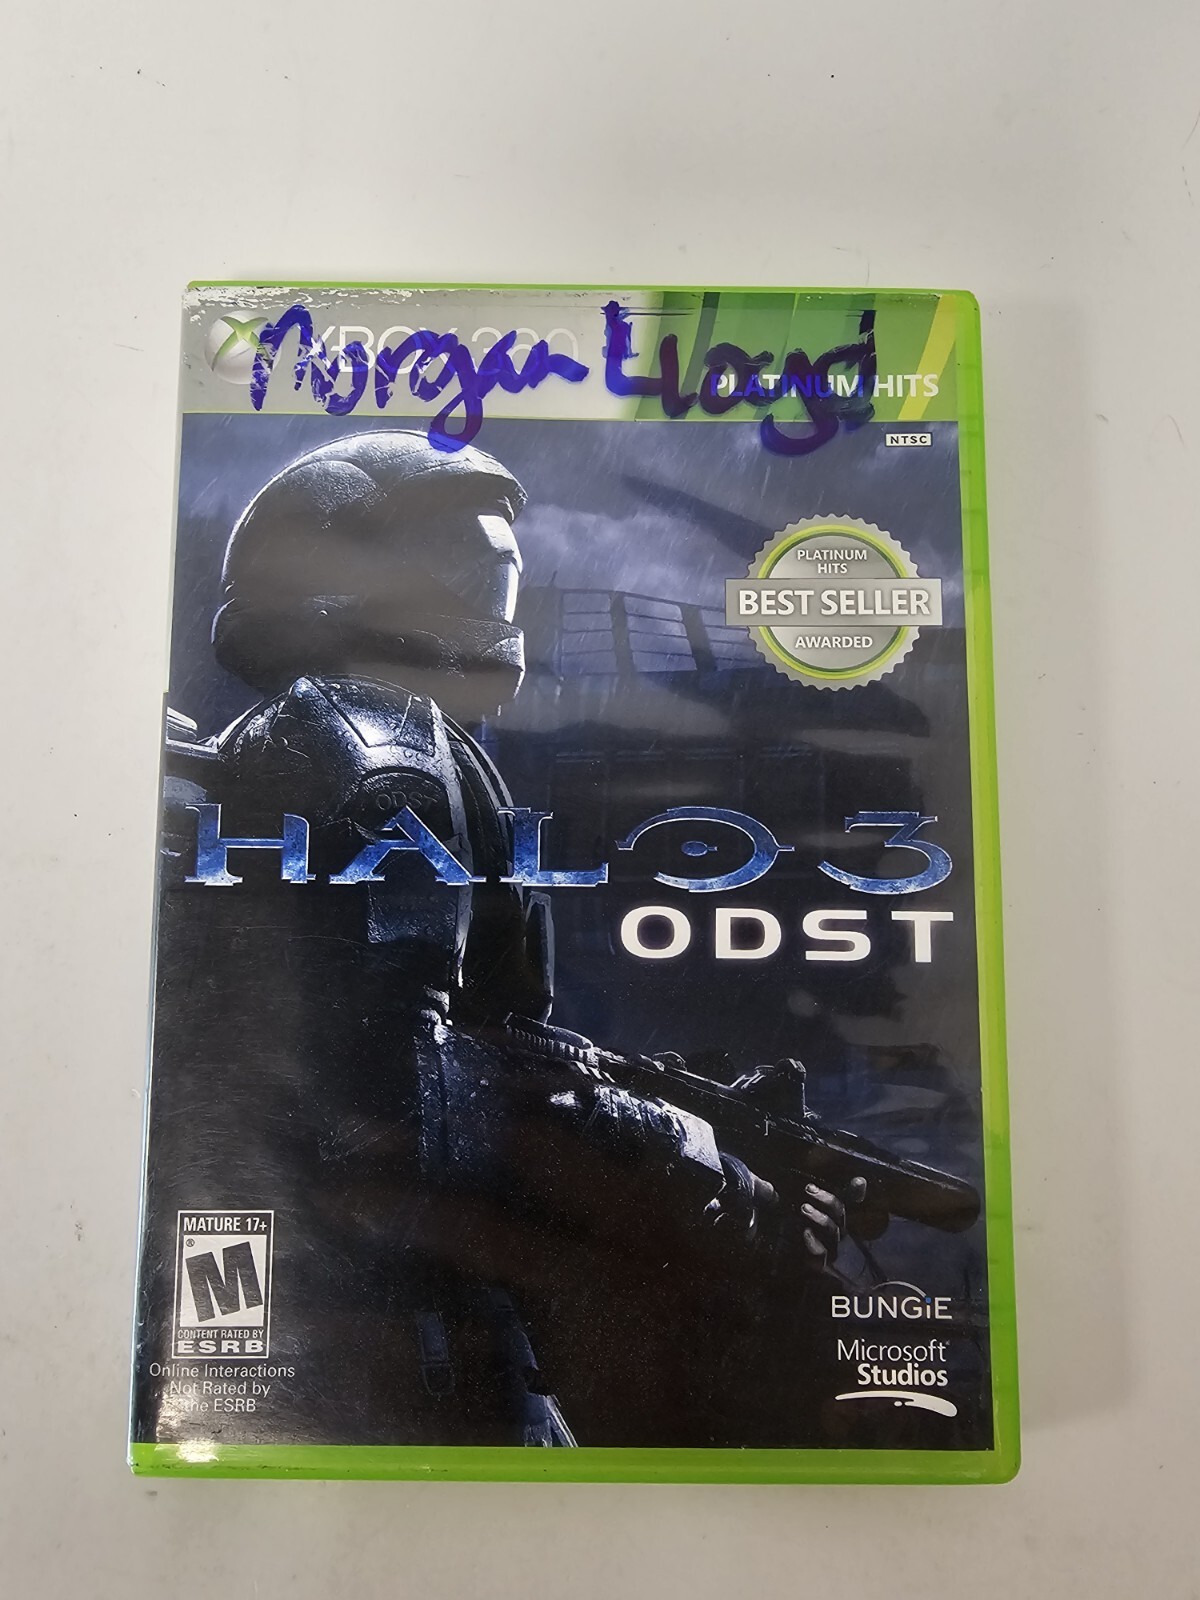 Morgan Lloyd
XBOX 360
PLATINUM HITS
NTSC
PLATINUM
HITS
BEST SELLER
AWARDED
ODST
HALO 3
ODST
MATURE 17+
M
®
CONTENT RATED BY
ESRB
Online Interactions
Not Rated by
the ESRB
BUNGiE
Microsoft
Studios